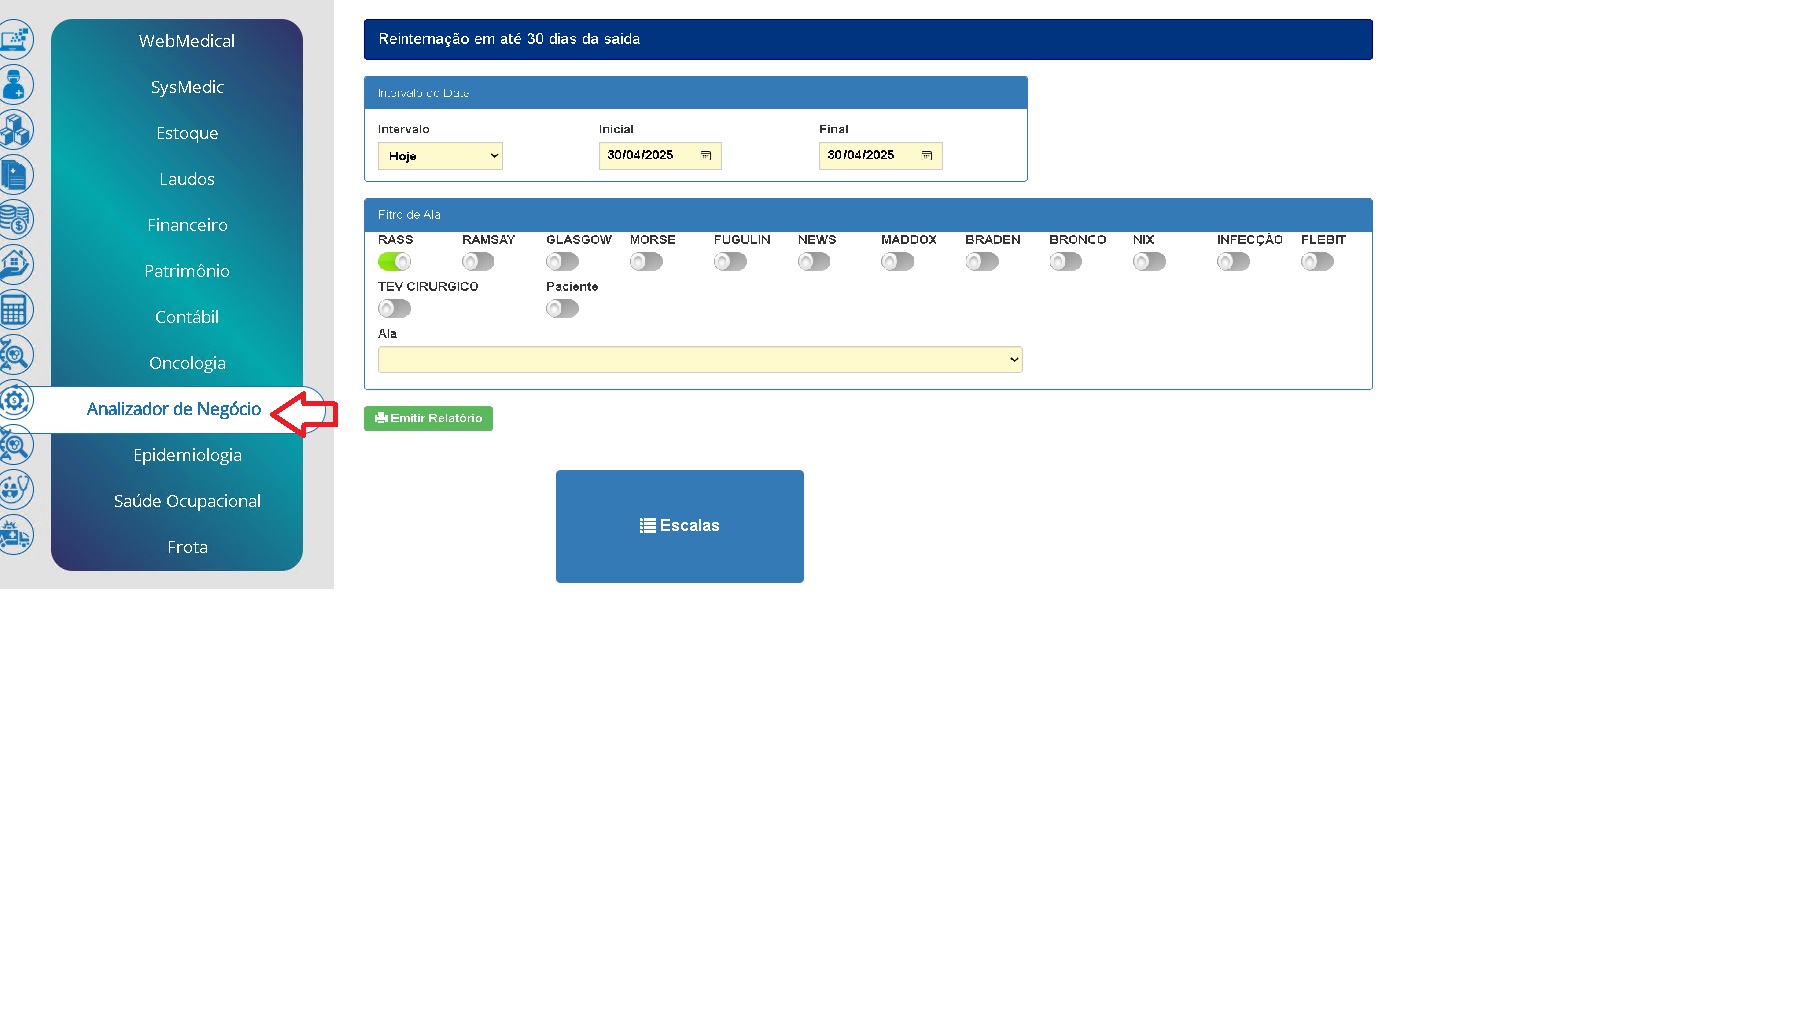 WebMedical
SysMedic
Estoque
Laudos
Financeiro
Patrimônio
Contábil
Oncologia
Analizador de Negócio
Epidemiologia
Saúde Ocupacional
Frota
Reinternação em até 30 dias da saida
Intervalo de Data
Intervalo Inicial Final
Hoje 30/04/2025 30/04/2025
Fitro de Ala
RASS RAMSAY GLASGOW MORSE FUGULIN NEWS MADDOX BRADEN BRONCO NIX INFECÇÃO FLEBIT
TEV CIRURGICO Paciente
Ala
Emitir Relatório
Escalas